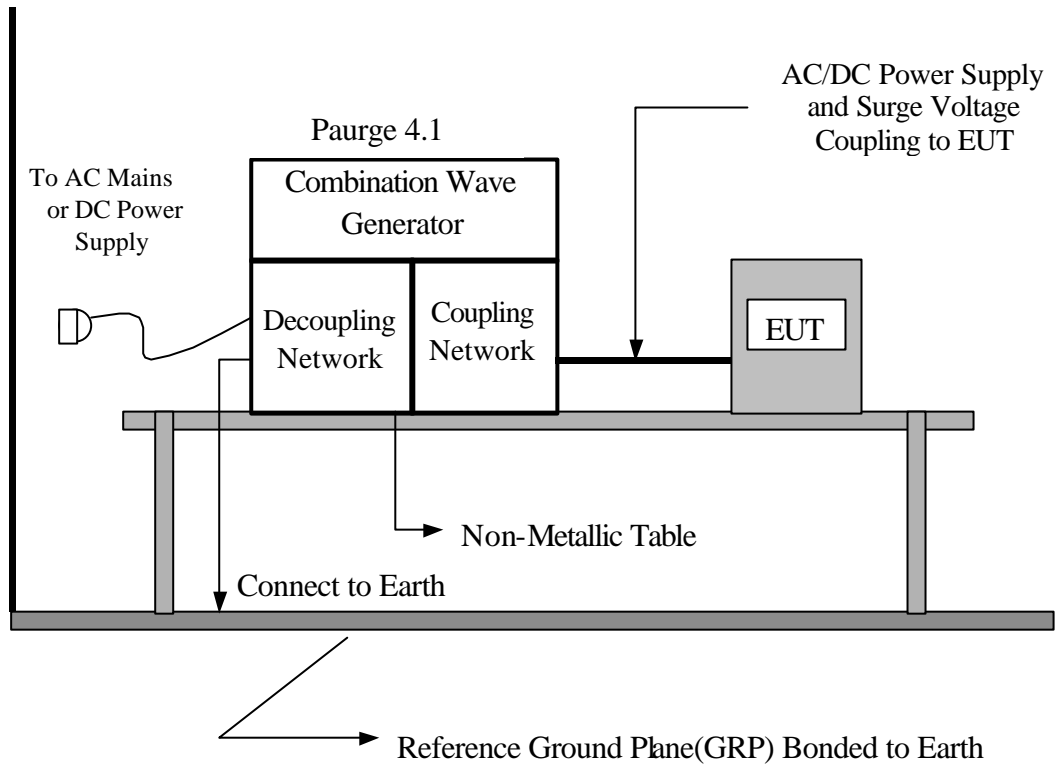 AC/DC Power Supply
and Surge Voltage
Coupling to EUT
Paurge 4.1
To AC Mains
or DC Power
Supply
Combination Wave
Generator
Decoupling
Network
Coupling
Network
EUT
Non-Metallic Table
Connect to Earth
Reference Ground Plane(GRP) Bonded to Earth